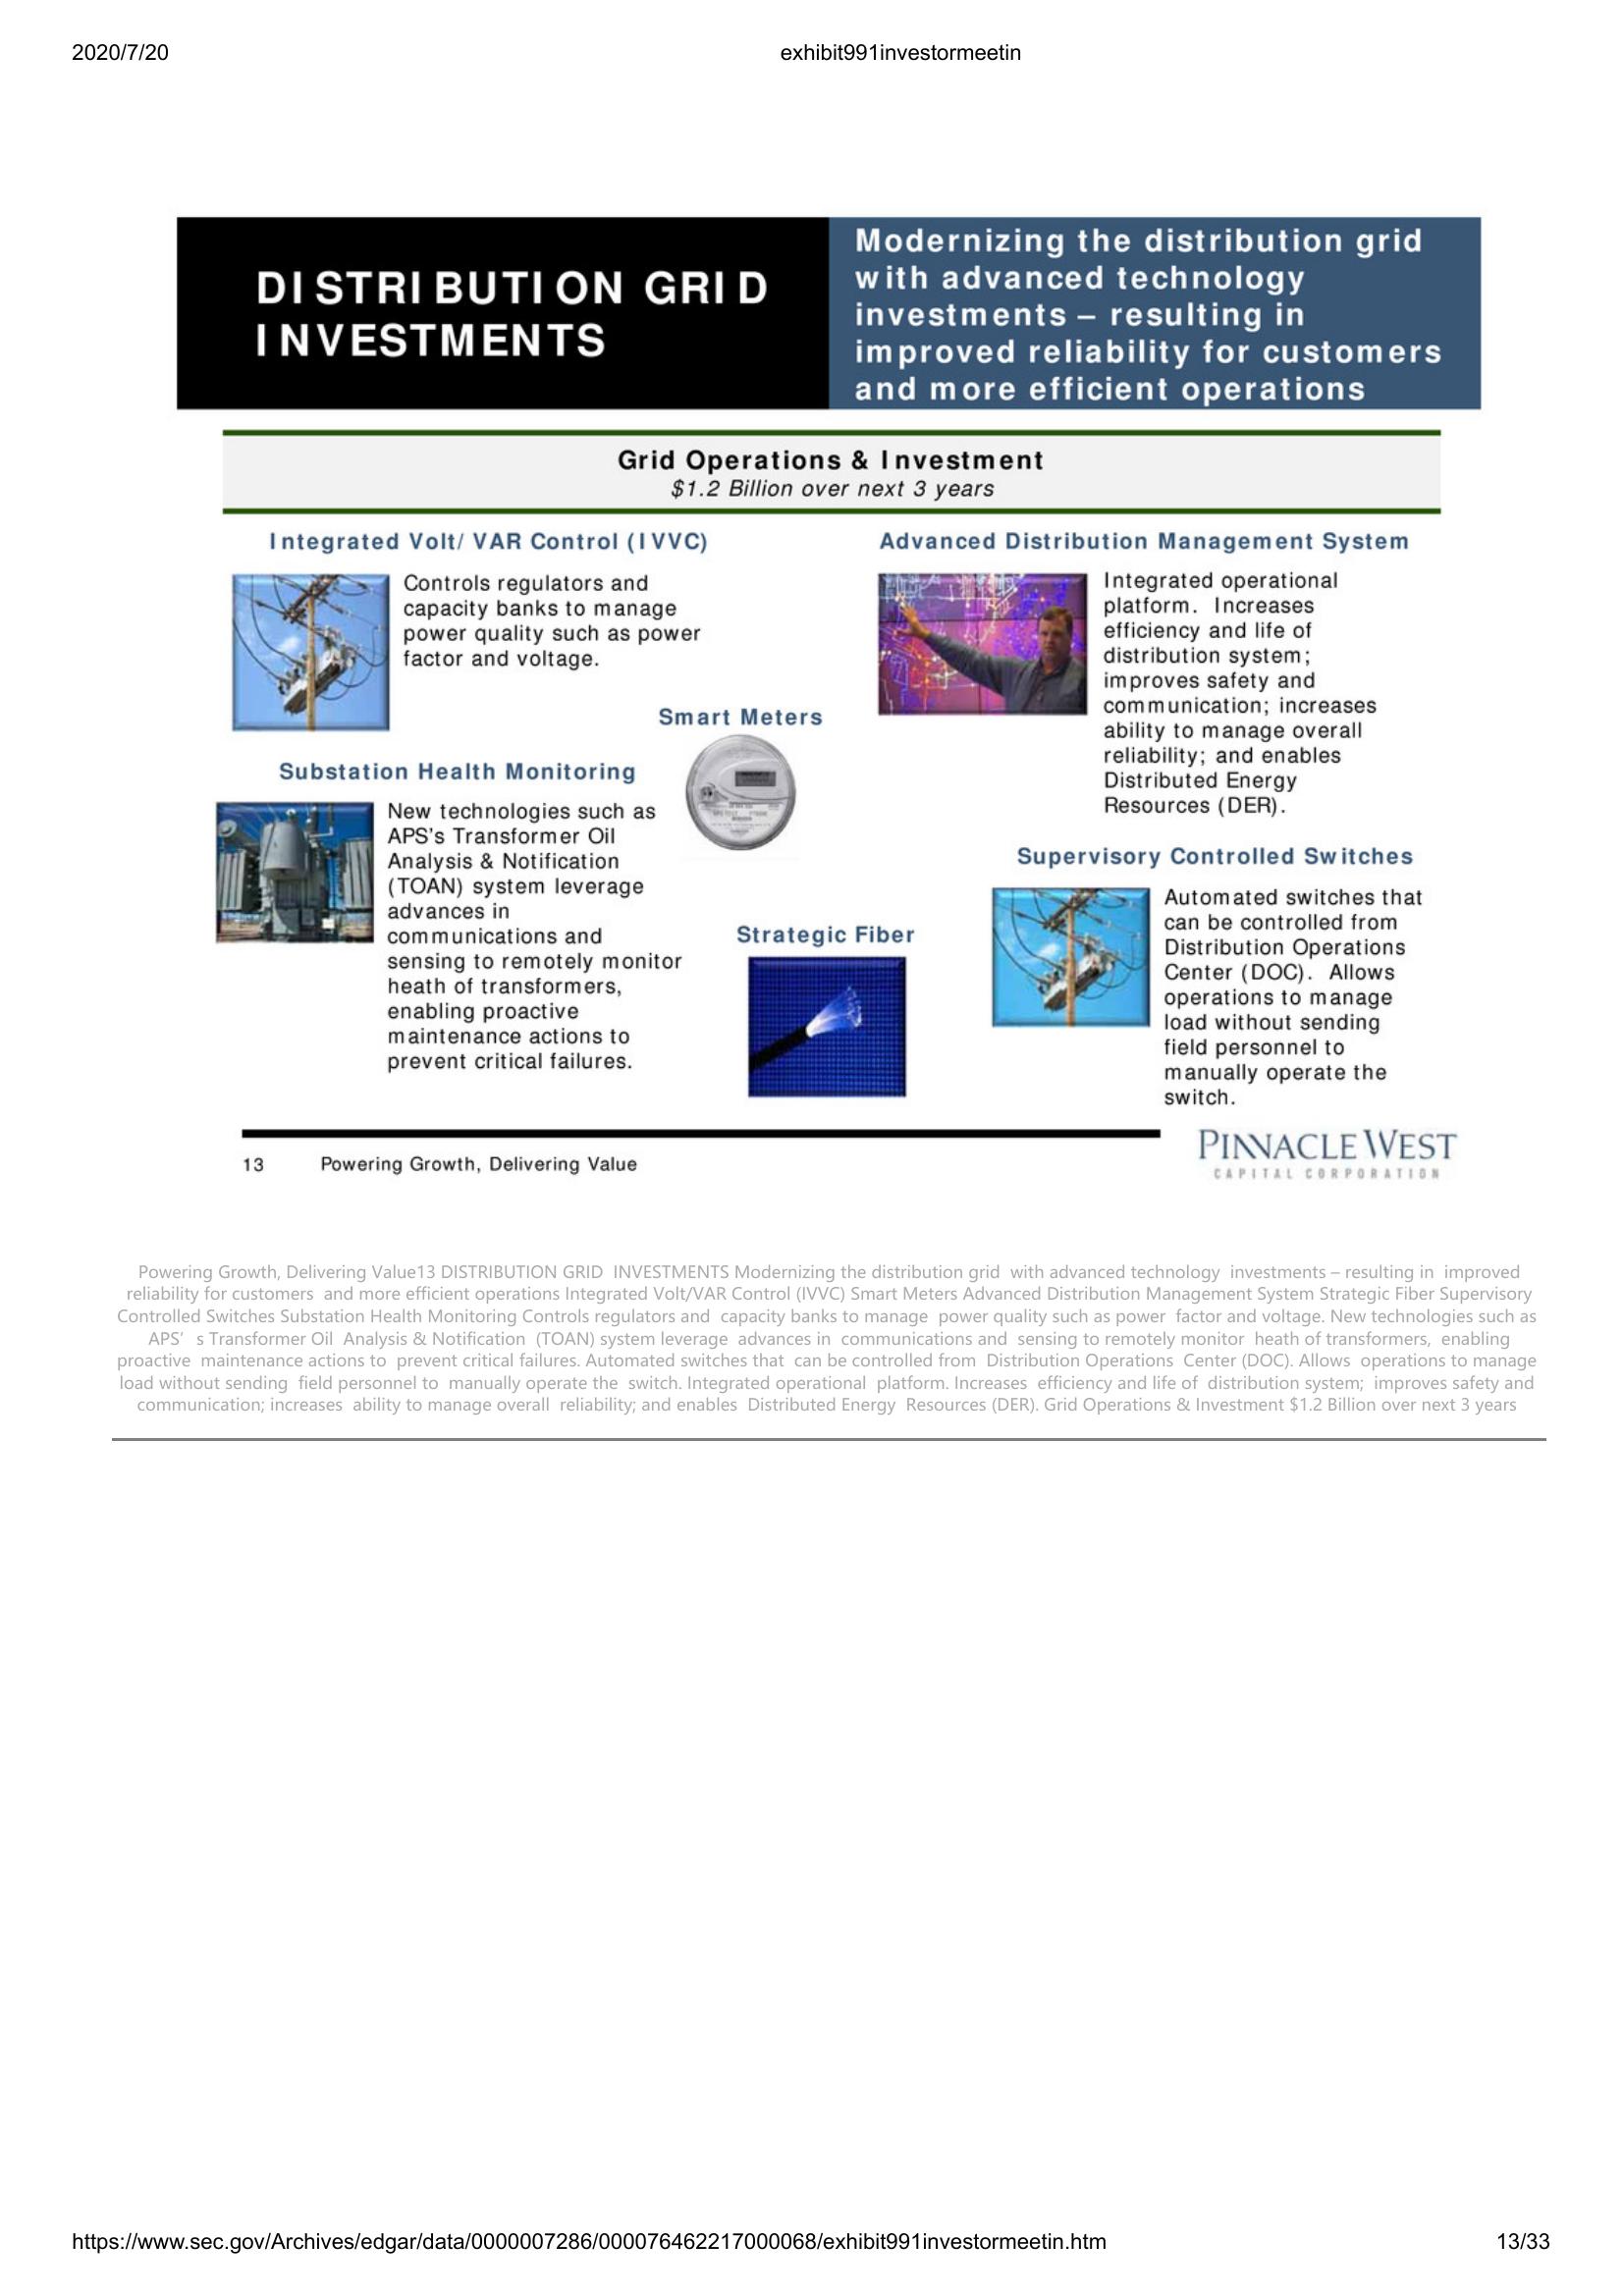 2020/7/20
exhibit991investormeetin
DISTRIBUTION GRID
INVESTMENTS
Modernizing the distribution grid
with advanced technology
investments – resulting in
improved reliability for customers
and more efficient operations
Grid Operations & Investment
$1.2 Billion over next 3 years
Integrated Volt/VAR Control (IVVC)
Controls regulators and
capacity banks to manage
power quality such as power
factor and voltage.
Advanced Distribution Management System
Integrated operational
platform. Increases
efficiency and life of
distribution system;
improves safety and
communication; increases
ability to manage overall
reliability; and enables
Distributed Energy
Resources (DER).
Smart Meters
Substation Health Monitoring
New technologies such as
APS's Transformer Oil
Analysis & Notification
(TOAN) system leverage
advances in
communications and
sensing to remotely monitor
heath of transformers,
enabling proactive
maintenance actions to
prevent critical failures.
Strategic Fiber
Supervisory Controlled Switches
Automated switches that
can be controlled from
Distribution Operations
Center (DOC). Allows
operations to manage
load without sending
field personnel to
manually operate the
switch.
13
Powering Growth, Delivering Value
PINNACLE WEST
CAPITAL CORPORATION
Powering Growth, Delivering Value13 DISTRIBUTION GRID INVESTMENTS Modernizing the distribution grid with advanced technology investments – resulting in improved
reliability for customers and more efficient operations Integrated Volt/VAR Control (IVVC) Smart Meters Advanced Distribution Management System Strategic Fiber Supervisory
Controlled Switches Substation Health Monitoring Controls regulators and capacity banks to manage power quality such as power factor and voltage. New technologies such as
APS’ s Transformer Oil Analysis & Notification (TOAN) system leverage advances in communications and sensing to remotely monitor heath of transformers, enabling
proactive maintenance actions to prevent critical failures. Automated switches that can be controlled from Distribution Operations Center (DOC). Allows operations to manage
load without sending field personnel to manually operate the switch. Integrated operational platform. Increases efficiency and life of distribution system; improves safety and
communication; increases ability to manage overall reliability; and enables Distributed Energy Resources (DER). Grid Operations & Investment $1.2 Billion over next 3 years
https://www.sec.gov/Archives/edgar/data/0000007286/000076462217000068/exhibit991investormeetin.htm
13/33